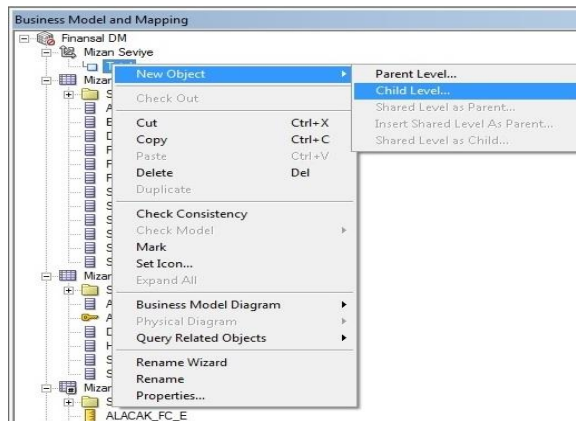 Business Model and Mapping
Finansal DM
Mizan Seviye
New Object
Parent Level...
Check Out
Child Level...
Shared Level as Parent...
Cut Ctrl+X
Insert Shared Level As Parent...
Copy Ctrl+C
Shared Level as Child...
Paste Ctrl+V
Delete Del
Duplicate
Check Consistency
Check Model
Mark
Set Icon...
Expand All
Business Model Diagram
Physical Diagram
Query Related Objects
Rename Wizard
Rename
Properties...
ALACAK_FC_E